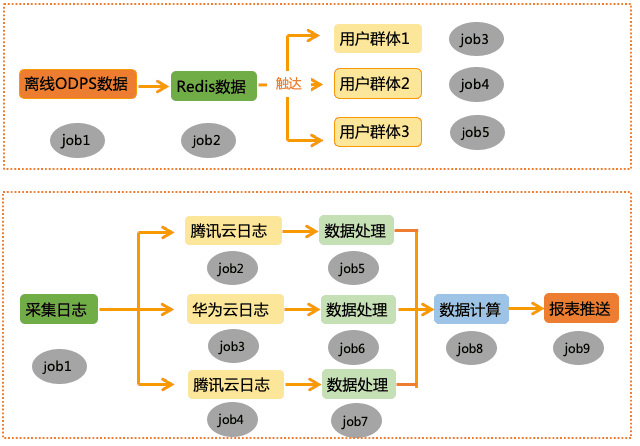 离线ODPS数据
Redis数据
触达
用户群体1
用户群体2
用户群体3
job1
job2
job3
job4
job5
采集日志
job1
腾讯云日志
job2
数据处理
job5
华为云日志
job3
数据处理
job6
腾讯云日志
job4
数据处理
job7
数据计算
job8
报表推送
job9